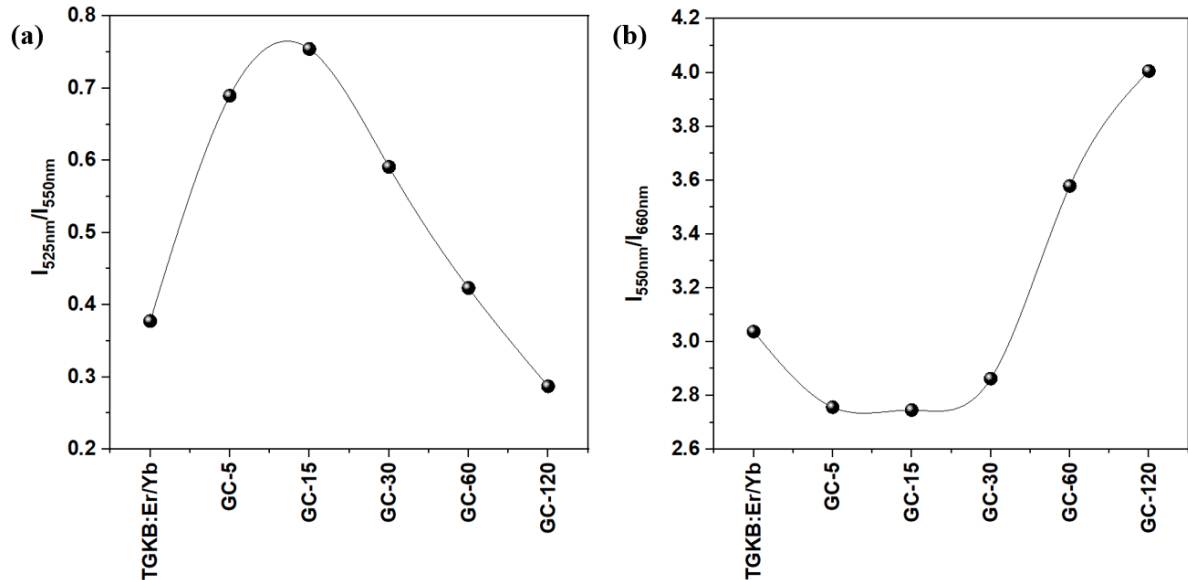 (a)
I525nm/I550nm
0.8
0.7
0.6
0.5
0.4
0.3
0.2
TGKB:Er/Yb
GC-5
GC-15
GC-30
GC-60
GC-120
(b)
I550nm/I660nm
4.2
4.0
3.8
3.6
3.4
3.2
3.0
2.8
2.6
TGKB:Er/Yb
GC-5
GC-15
GC-30
GC-60
GC-120